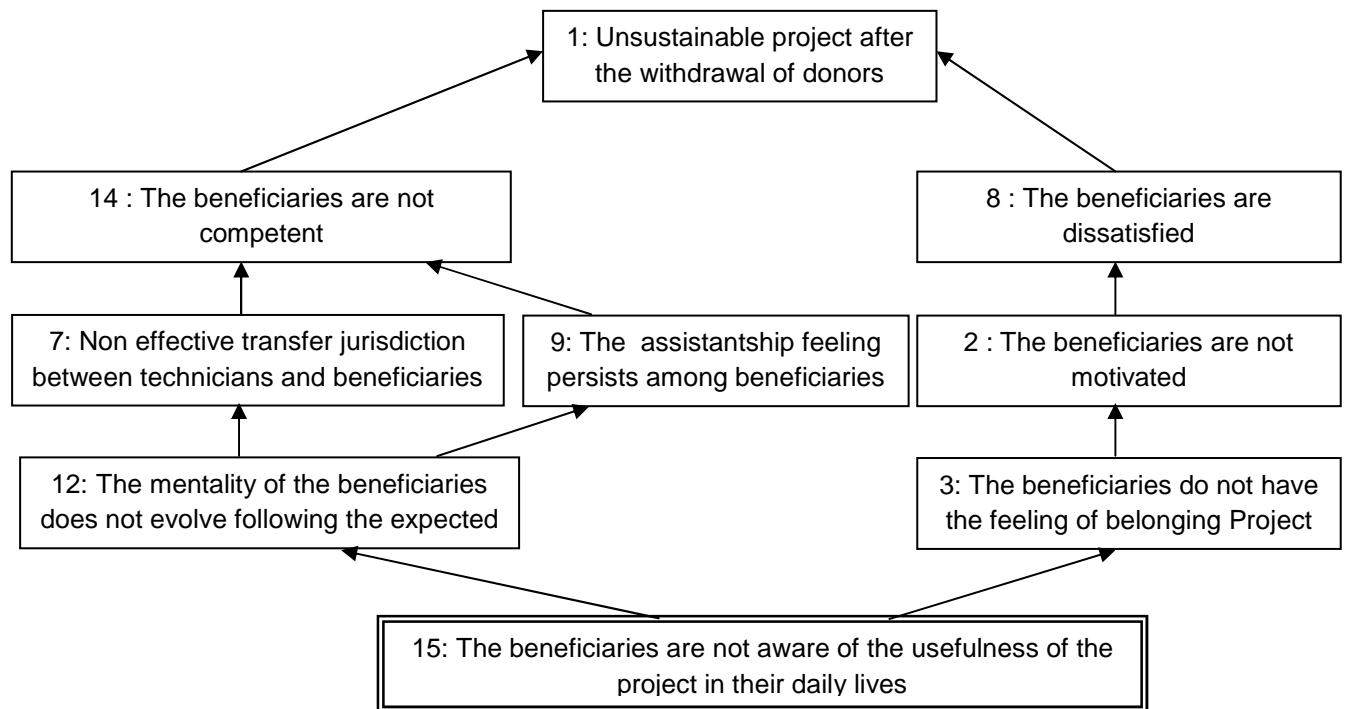 1: Unsustainable project after
the withdrawal of donors
14 : The beneficiaries are not
competent
8 : The beneficiaries are
dissatisfied
7: Non effective transfer jurisdiction
between technicians and beneficiaries
9: The assistantship feeling
persists among beneficiaries
2 : The beneficiaries are not
motivated
12: The mentality of the beneficiaries
does not evolve following the expected
3: The beneficiaries do not have
the feeling of belonging Project
15: The beneficiaries are not aware of the usefulness of the
project in their daily lives